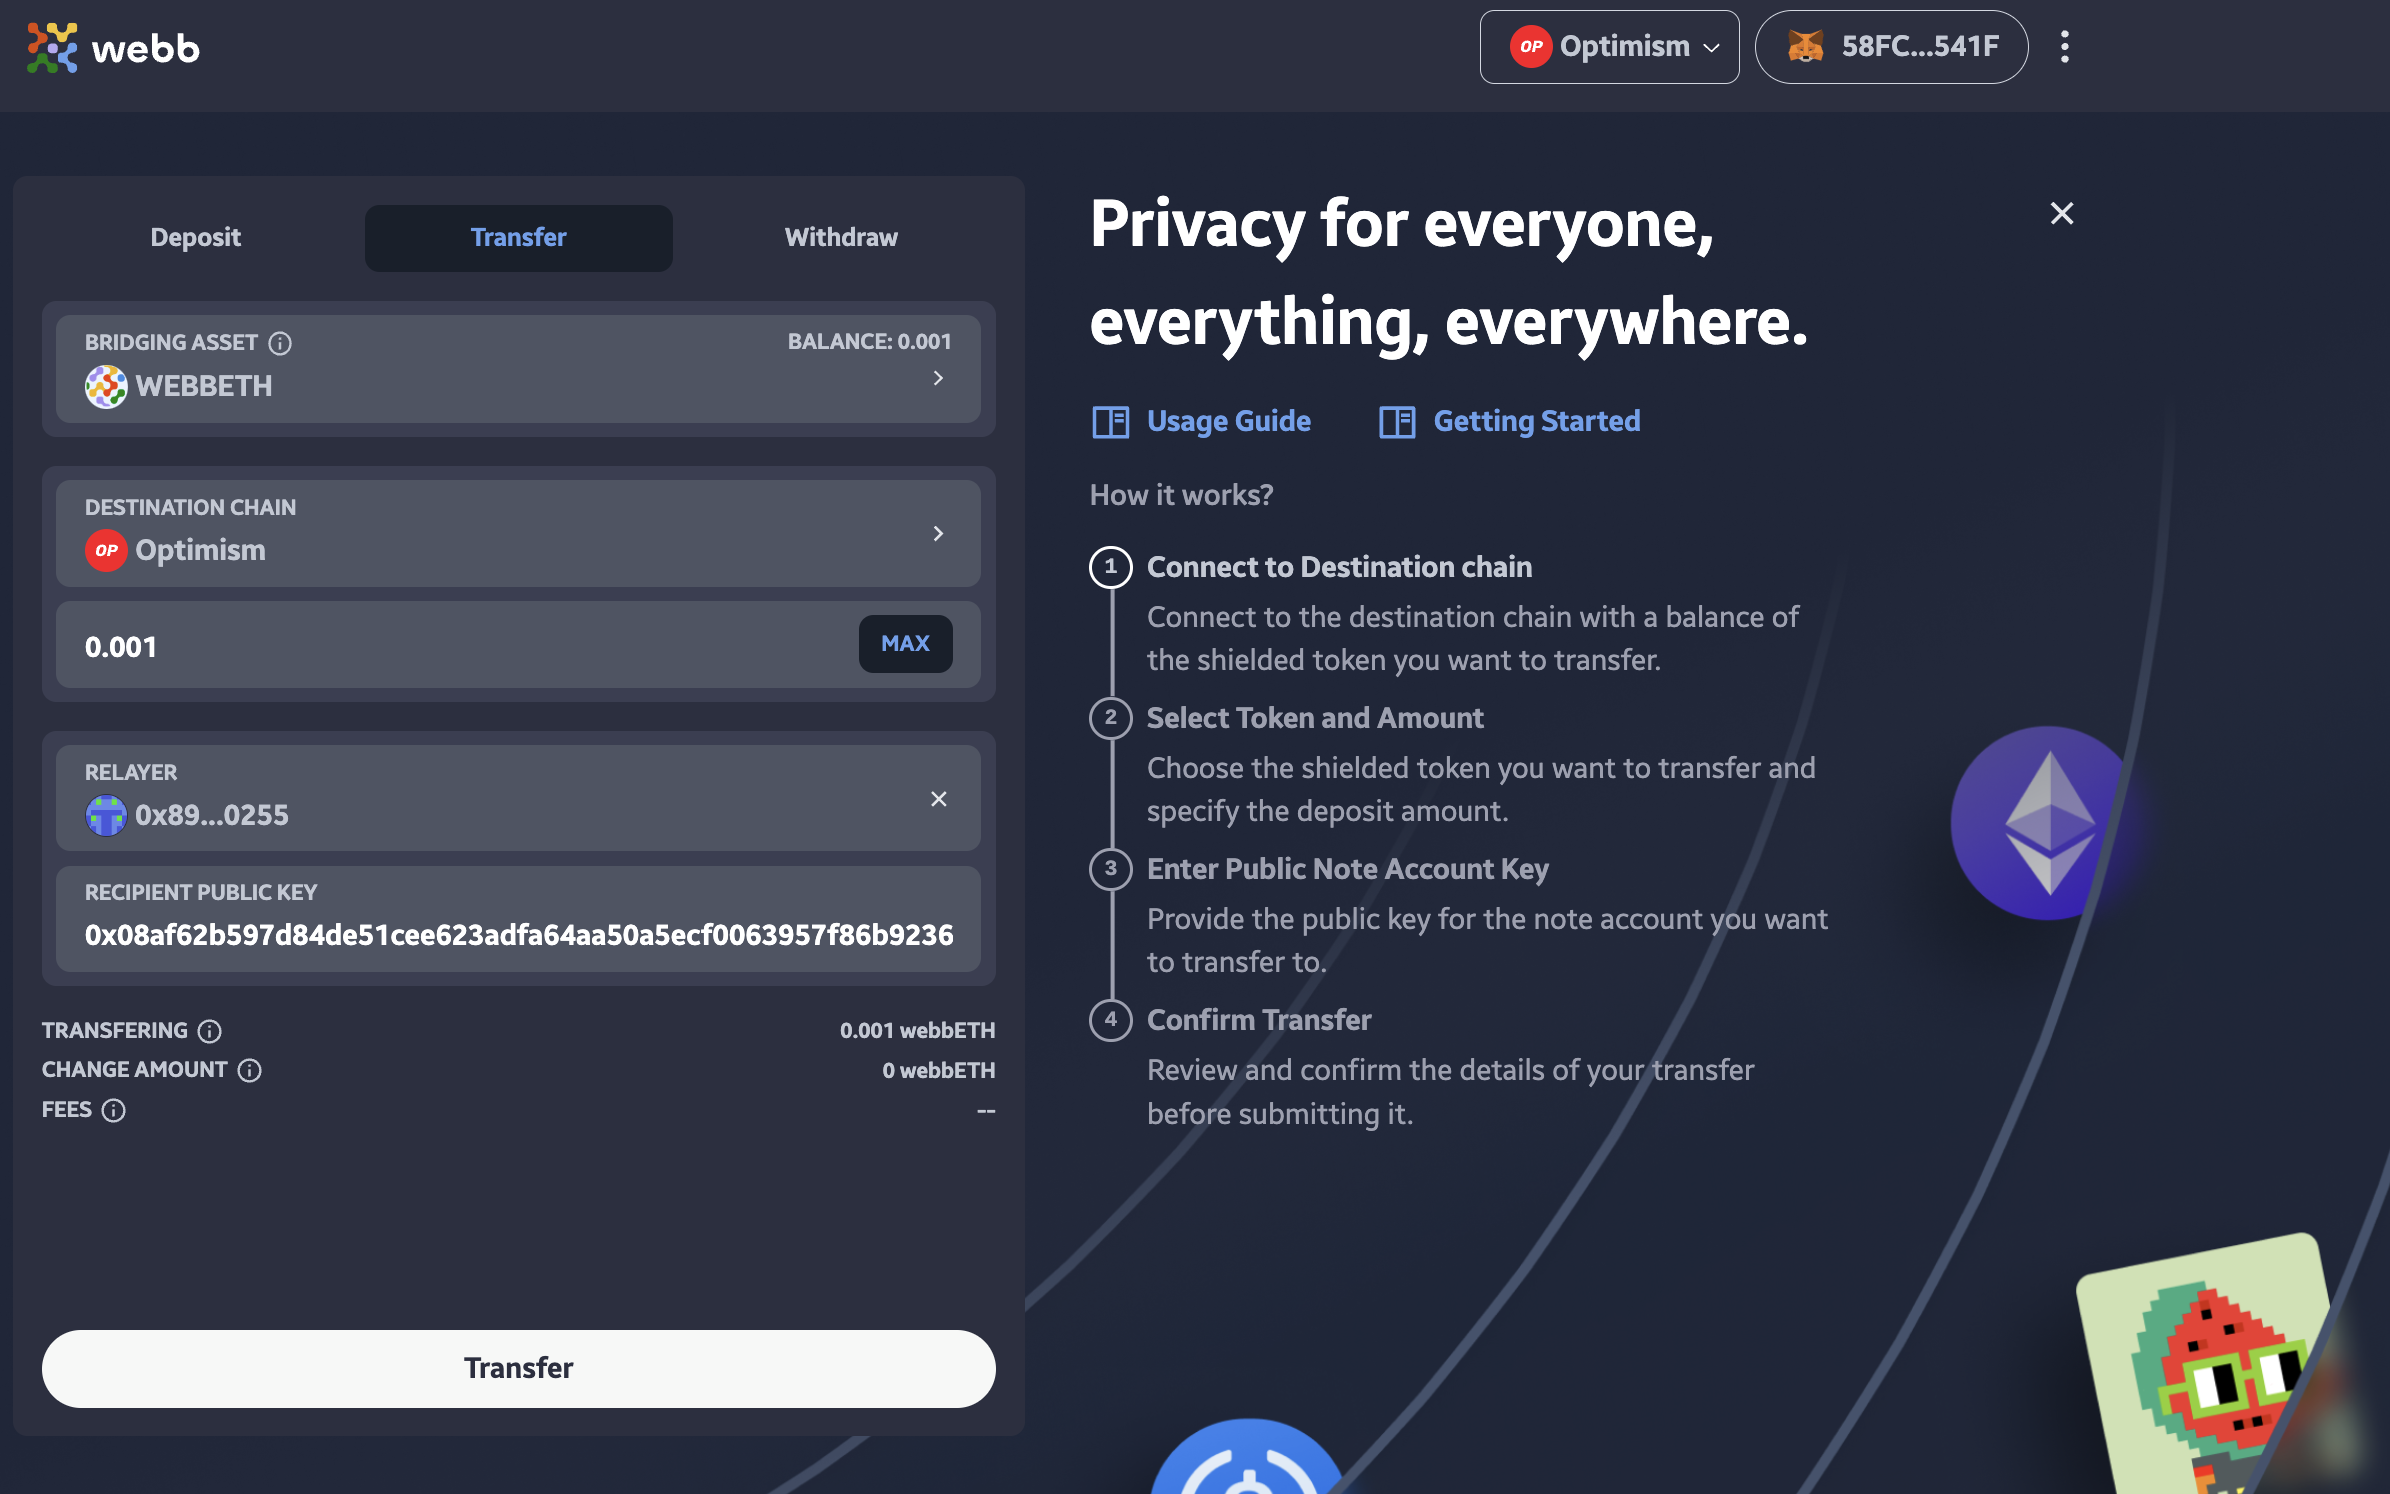 webb
OP Optimism
58FC...541F
Deposit
Transfer
Withdraw
BRIDGING ASSET
BALANCE: 0.001
WEBBETH
DESTINATION CHAIN
OP Optimism
0.001
MAX
RELAYER
0x89...0255
RECIPIENT PUBLIC KEY
0x08af62b597d84de51cee623adfa64aa50a5ecf0063957f86b9236
TRANSFERING
0.001 webbETH
CHANGE AMOUNT
0 webbETH
FEES
--
Transfer
Privacy for everyone,
everything, everywhere.
Usage Guide
Getting Started
How it works?
1 Connect to Destination chain
Connect to the destination chain with a balance of
the shielded token you want to transfer.
2 Select Token and Amount
Choose the shielded token you want to transfer and
specify the deposit amount.
3 Enter Public Note Account Key
Provide the public key for the note account you want
to transfer to.
4 Confirm Transfer
Review and confirm the details of your transfer
before submitting it.